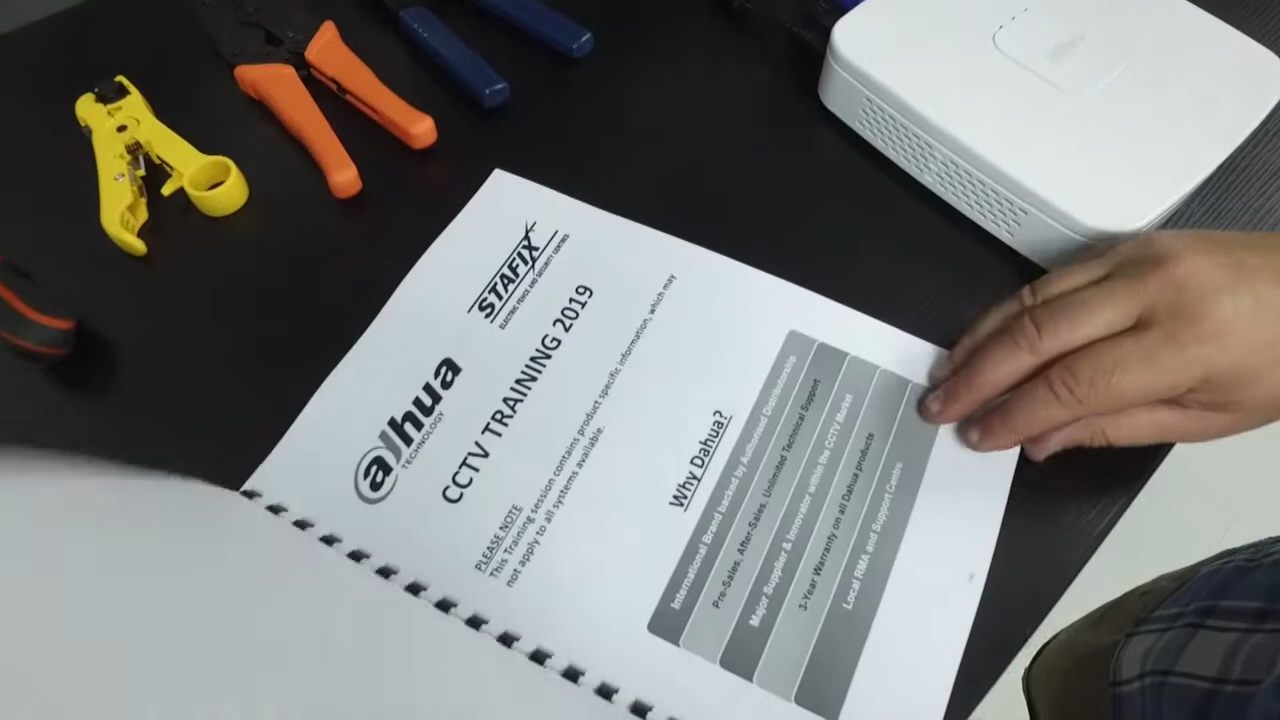 STAFIX
ELECTRIC FENCE AND SECURITY CENTRES
alhua
TECHNOLOGY
CCTV TRAINING 2019
PLEASE NOTE
This Training session contains product specific information, which may
not apply to all systems available.
Why Dahua?
International Brand backed by Authorised Distributorship
Pre-Sales, After-Sales, Unlimited Technical Support
Major Supplier & Innovator within the CCTV Market
3-Year Warranty on all Dahua products
Local RMA and Support Centre